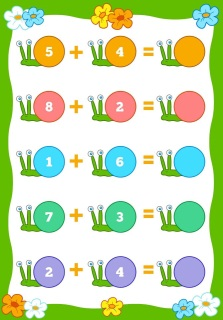 5 + 4 =
8 + 2 =
1 + 6 =
7 + 3 =
2 + 4 =